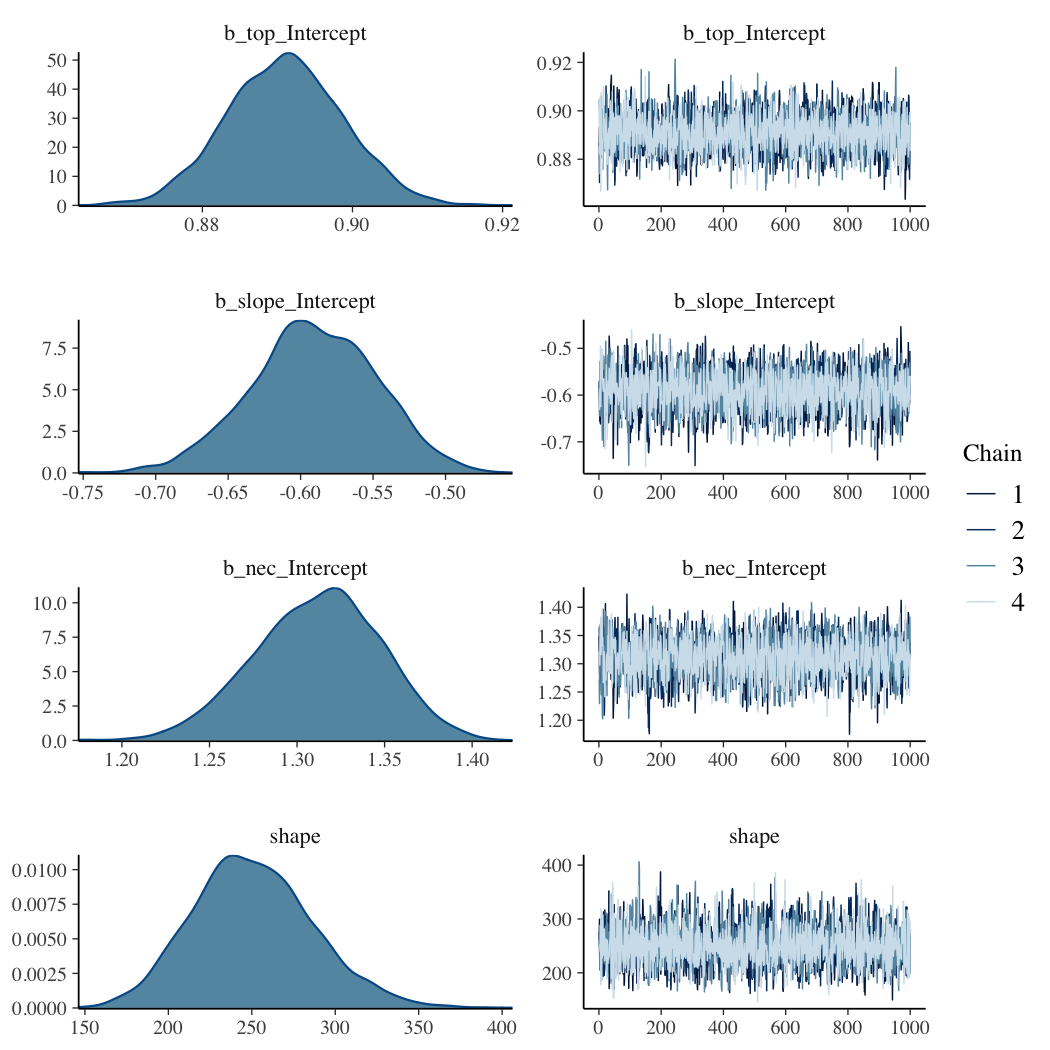 b_top_Intercept
50
40
30
20
10
0
0.88 0.90 0.92
b_top_Intercept
0.92
0.90
0.88
0 200 400 600 800 1000
b_slope_Intercept
7.5
5.0
2.5
0.0
-0.75 -0.70 -0.65 -0.60 -0.55 -0.50
b_slope_Intercept
-0.5
-0.6
-0.7
0 200 400 600 800 1000
b_nec_Intercept
10.0
7.5
5.0
2.5
0.0
1.20 1.25 1.30 1.35 1.40
b_nec_Intercept
1.40
1.35
1.30
1.25
1.20
0 200 400 600 800 1000
shape
0.0100
0.0075
0.0050
0.0025
0.0000
150 200 250 300 350 400
shape
400
300
200
0 200 400 600 800 1000
Chain
1
2
3
4